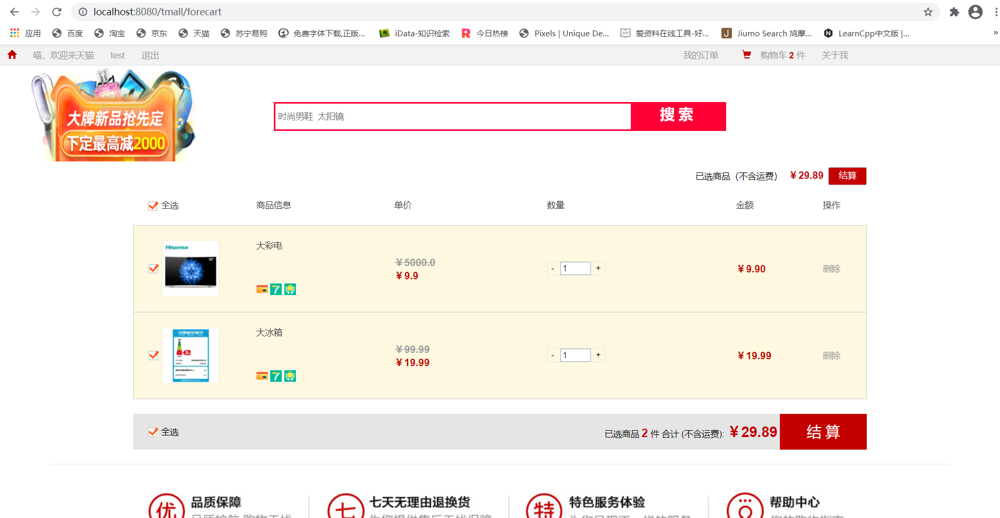 localhost:8080/tmall/forecart
应用 百度 淘宝 京东 天猫 苏宁易购 免费字体下载,正版... iData-知识检索 今日热榜 Pixels | Unique De... 爱资料在线工具-好... Jiumo Search 鸠摩... LearnCpp中文版 |... »
喵，欢迎来天猫 test 退出 我的订单 购物车 2 件 关于我
大牌新品抢先定
下定最高减2000
时尚男鞋 太阳镜 搜索
已选商品（不含运费） ￥29.89 结算
全选 商品信息 单价 数量 金额 操作
Hisense
55"
大彩电
￥5000.0
￥9.9
- 1 +
￥9.90
删除
7
中国能效标识
3
大冰箱
￥99.99
￥19.99
- 1 +
￥19.99
删除
7
全选 已选商品 2 件 合计 (不含运费): ￥29.89 结算
优 品质保障 七 七天无理由退换货 特 特色服务体验 帮助中心